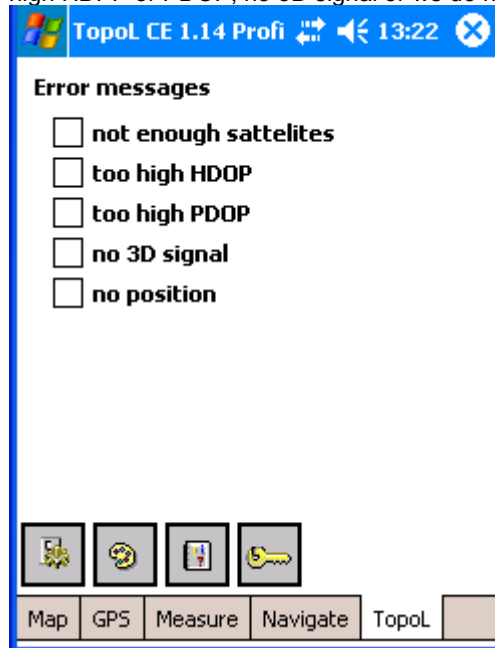 TopoL CE 1.14 Profi 13:22
Error messages
not enough sattelites
too high HDOP
too high PDOP
no 3D signal
no position
Map GPS Measure Navigate TopoL